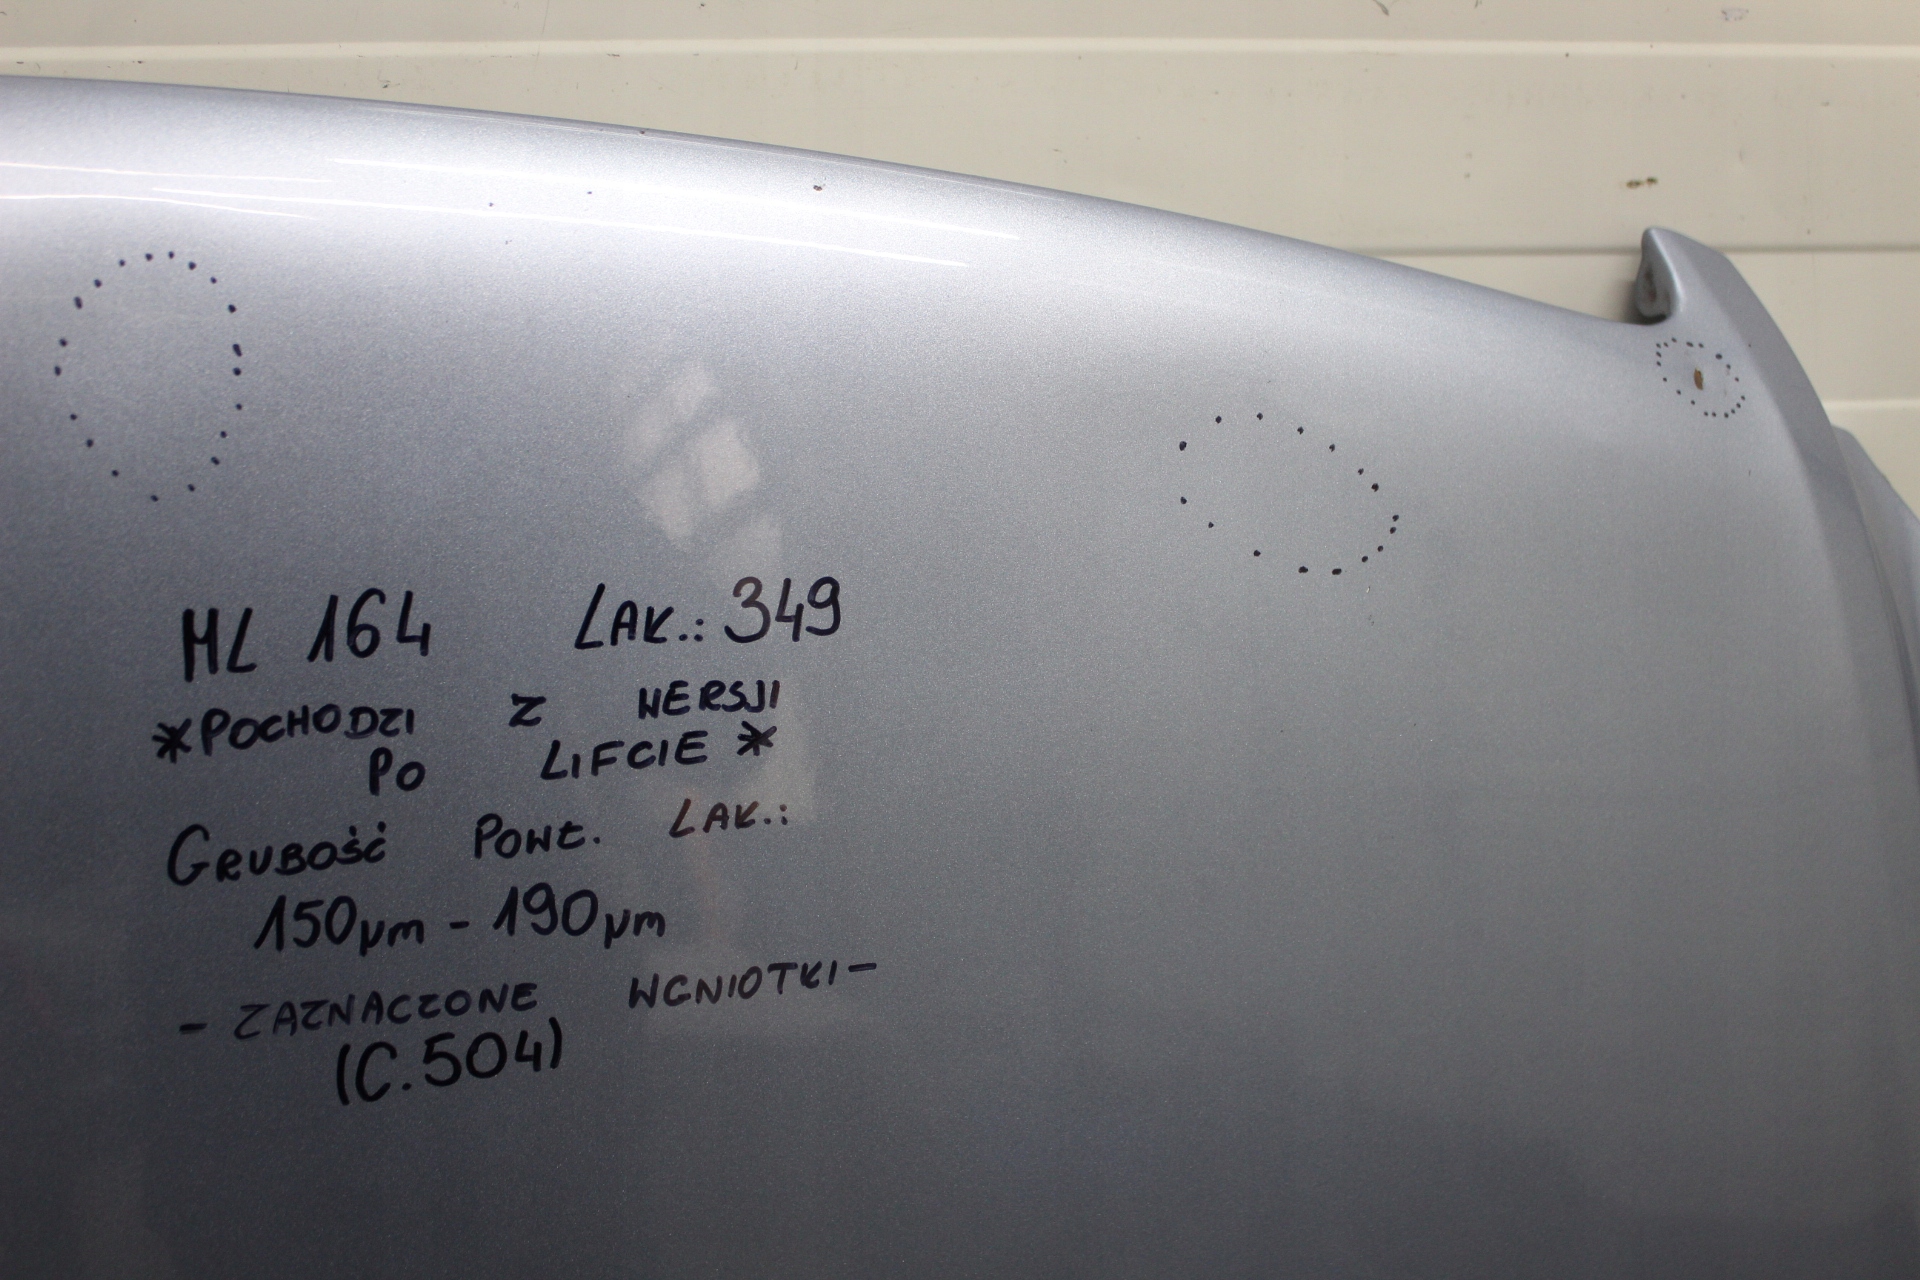 ML 164 LAK.: 349
*POCHODZI Z WERSJI
PO LIFCIE*
GRUBOŚĆ POWŁ. LAK.:
150µm - 190µm
- ZAZNACZONE WGNIOTKI -
(C.504)